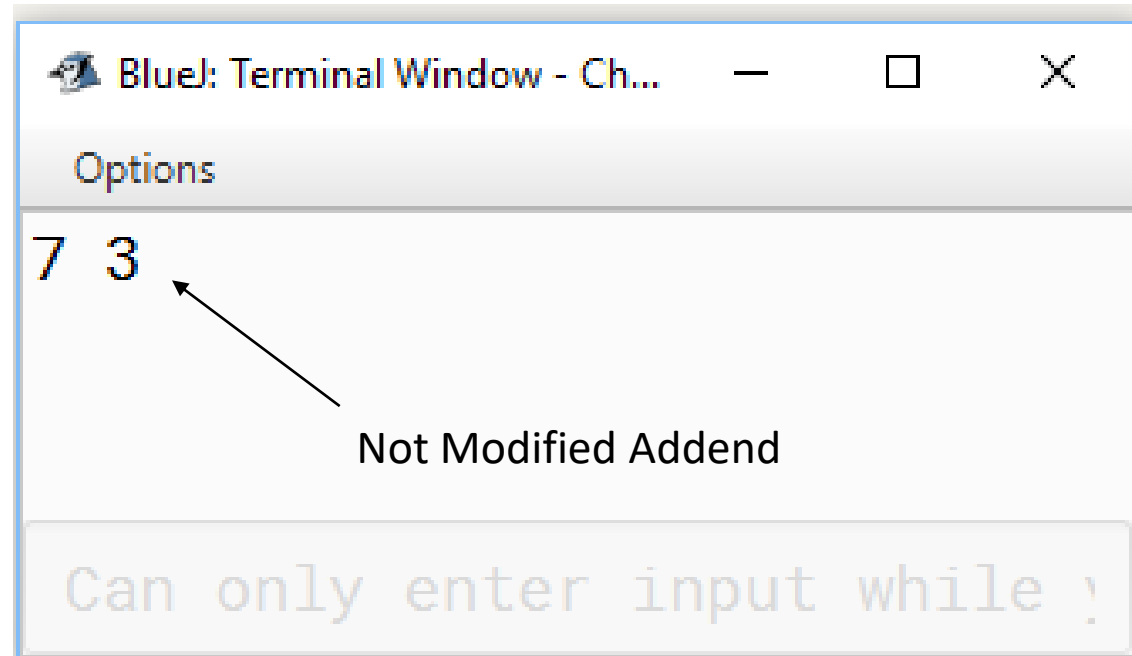 BlueJ: Terminal Window - Ch...
Options
7 3
Not Modified Addend
Can only enter input while